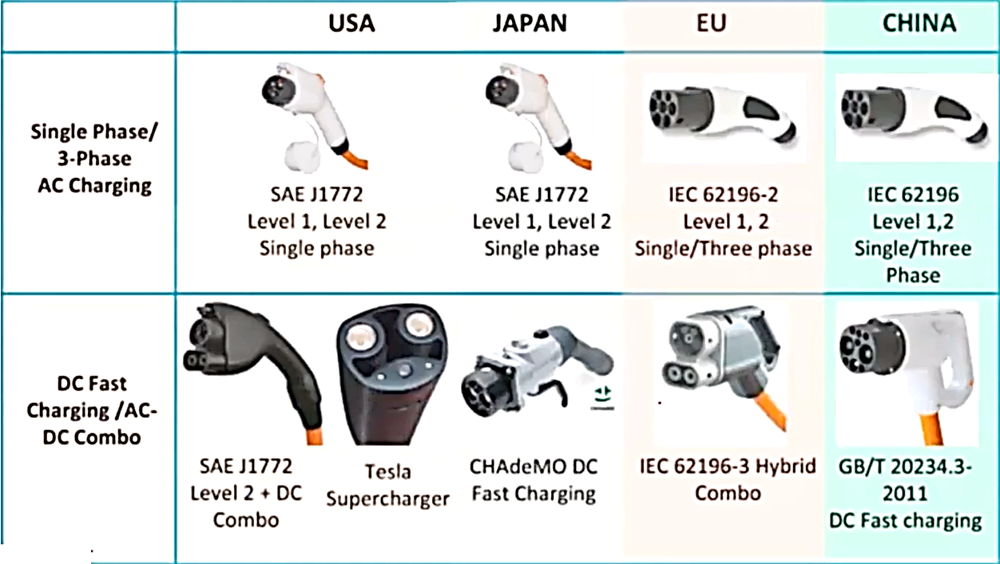 USA
JAPAN
EU
CHINA
Single Phase/
3-Phase
AC Charging
SAE J1772
Level 1, Level 2
Single phase
SAE J1772
Level 1, Level 2
Single phase
IEC 62196-2
Level 1, 2
Single/Three phase
IEC 62196
Level 1,2
Single/Three
Phase
DC Fast
Charging /AC-
DC Combo
SAE J1772
Level 2 + DC
Combo
Tesla
Supercharger
CHAdeMO DC
Fast Charging
IEC 62196-3 Hybrid
Combo
GB/T 20234.3-
2011
DC Fast charging